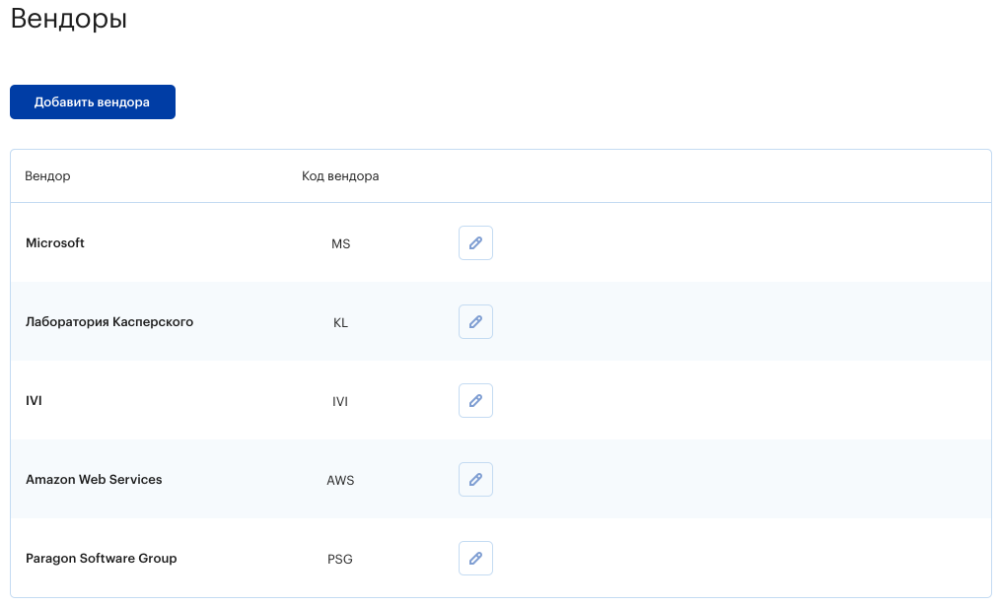 Вендоры
Добавить вендора
Вендор Код вендора
Microsoft MS
Лаборатория Касперского KL
IVI IVI
Amazon Web Services AWS
Paragon Software Group PSG